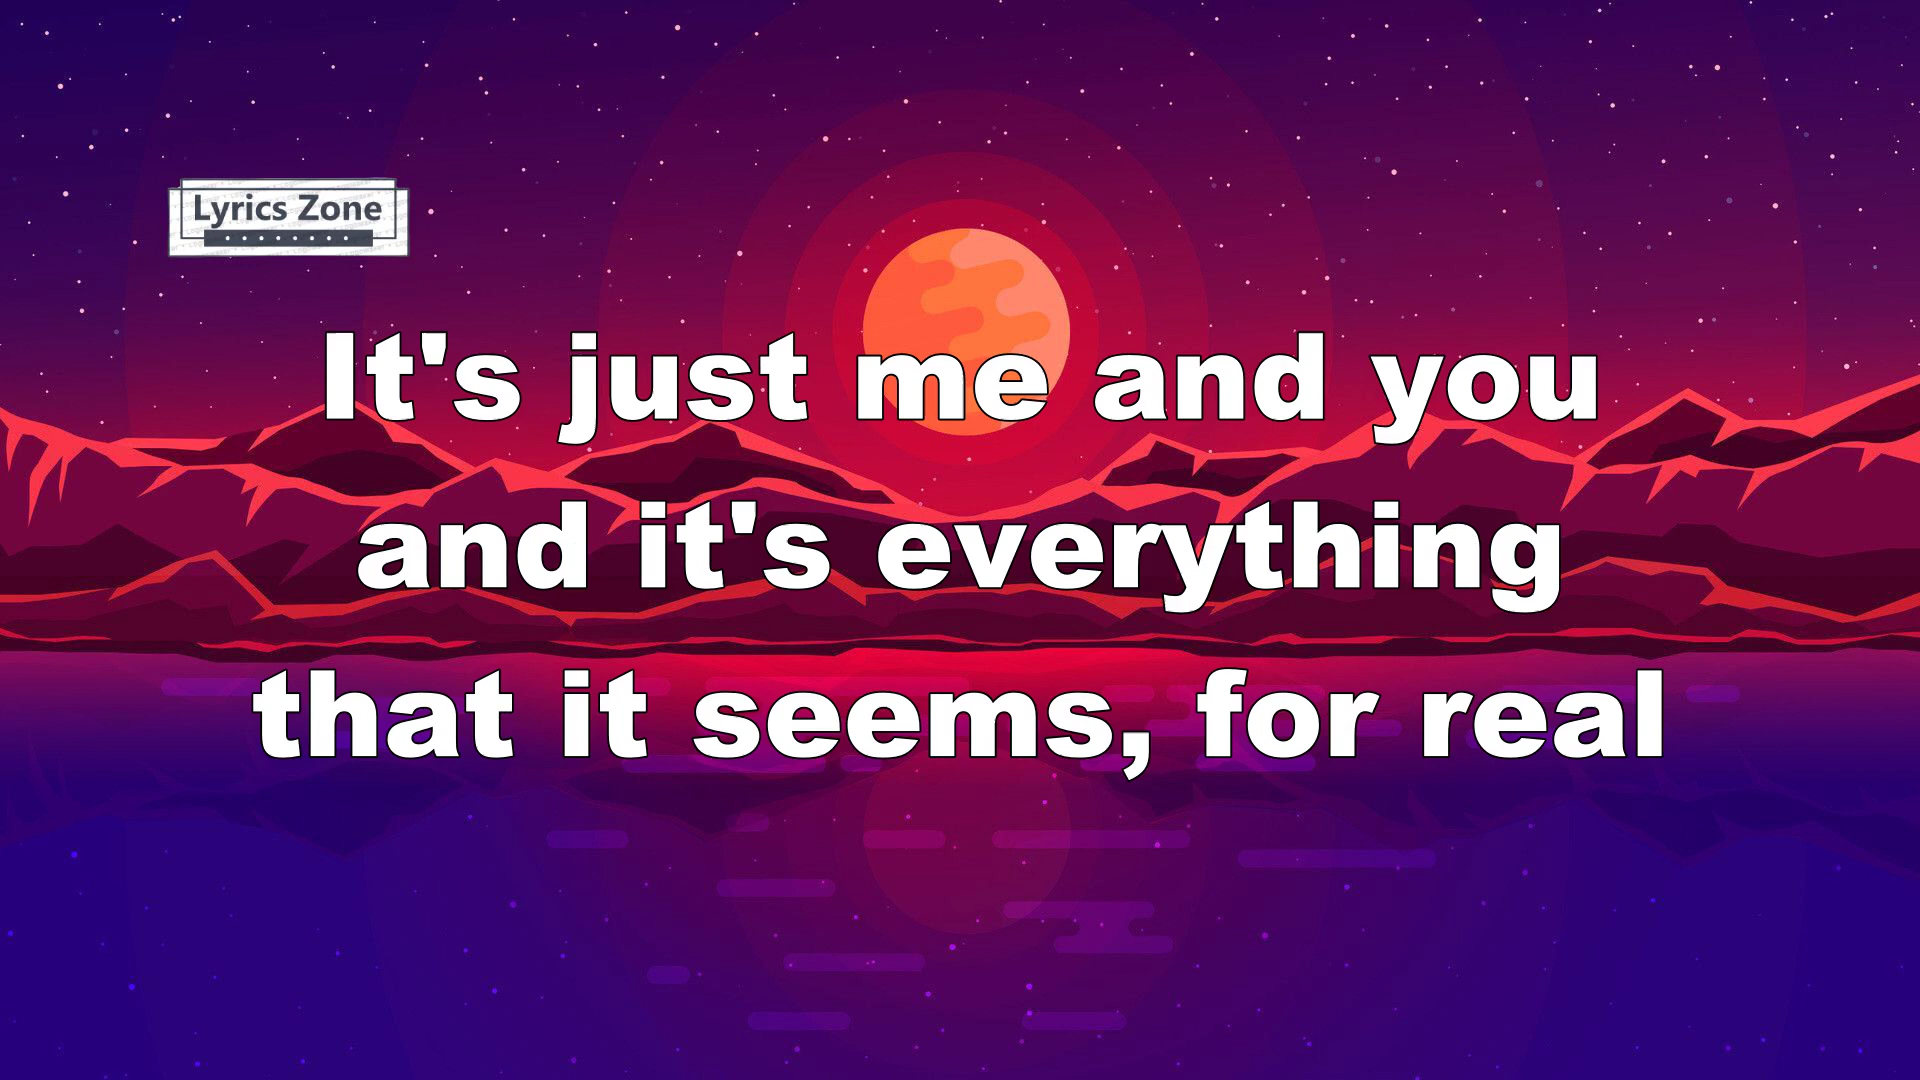 Lyrics Zone
It's just me and you
and it's everything
that it seems, for real